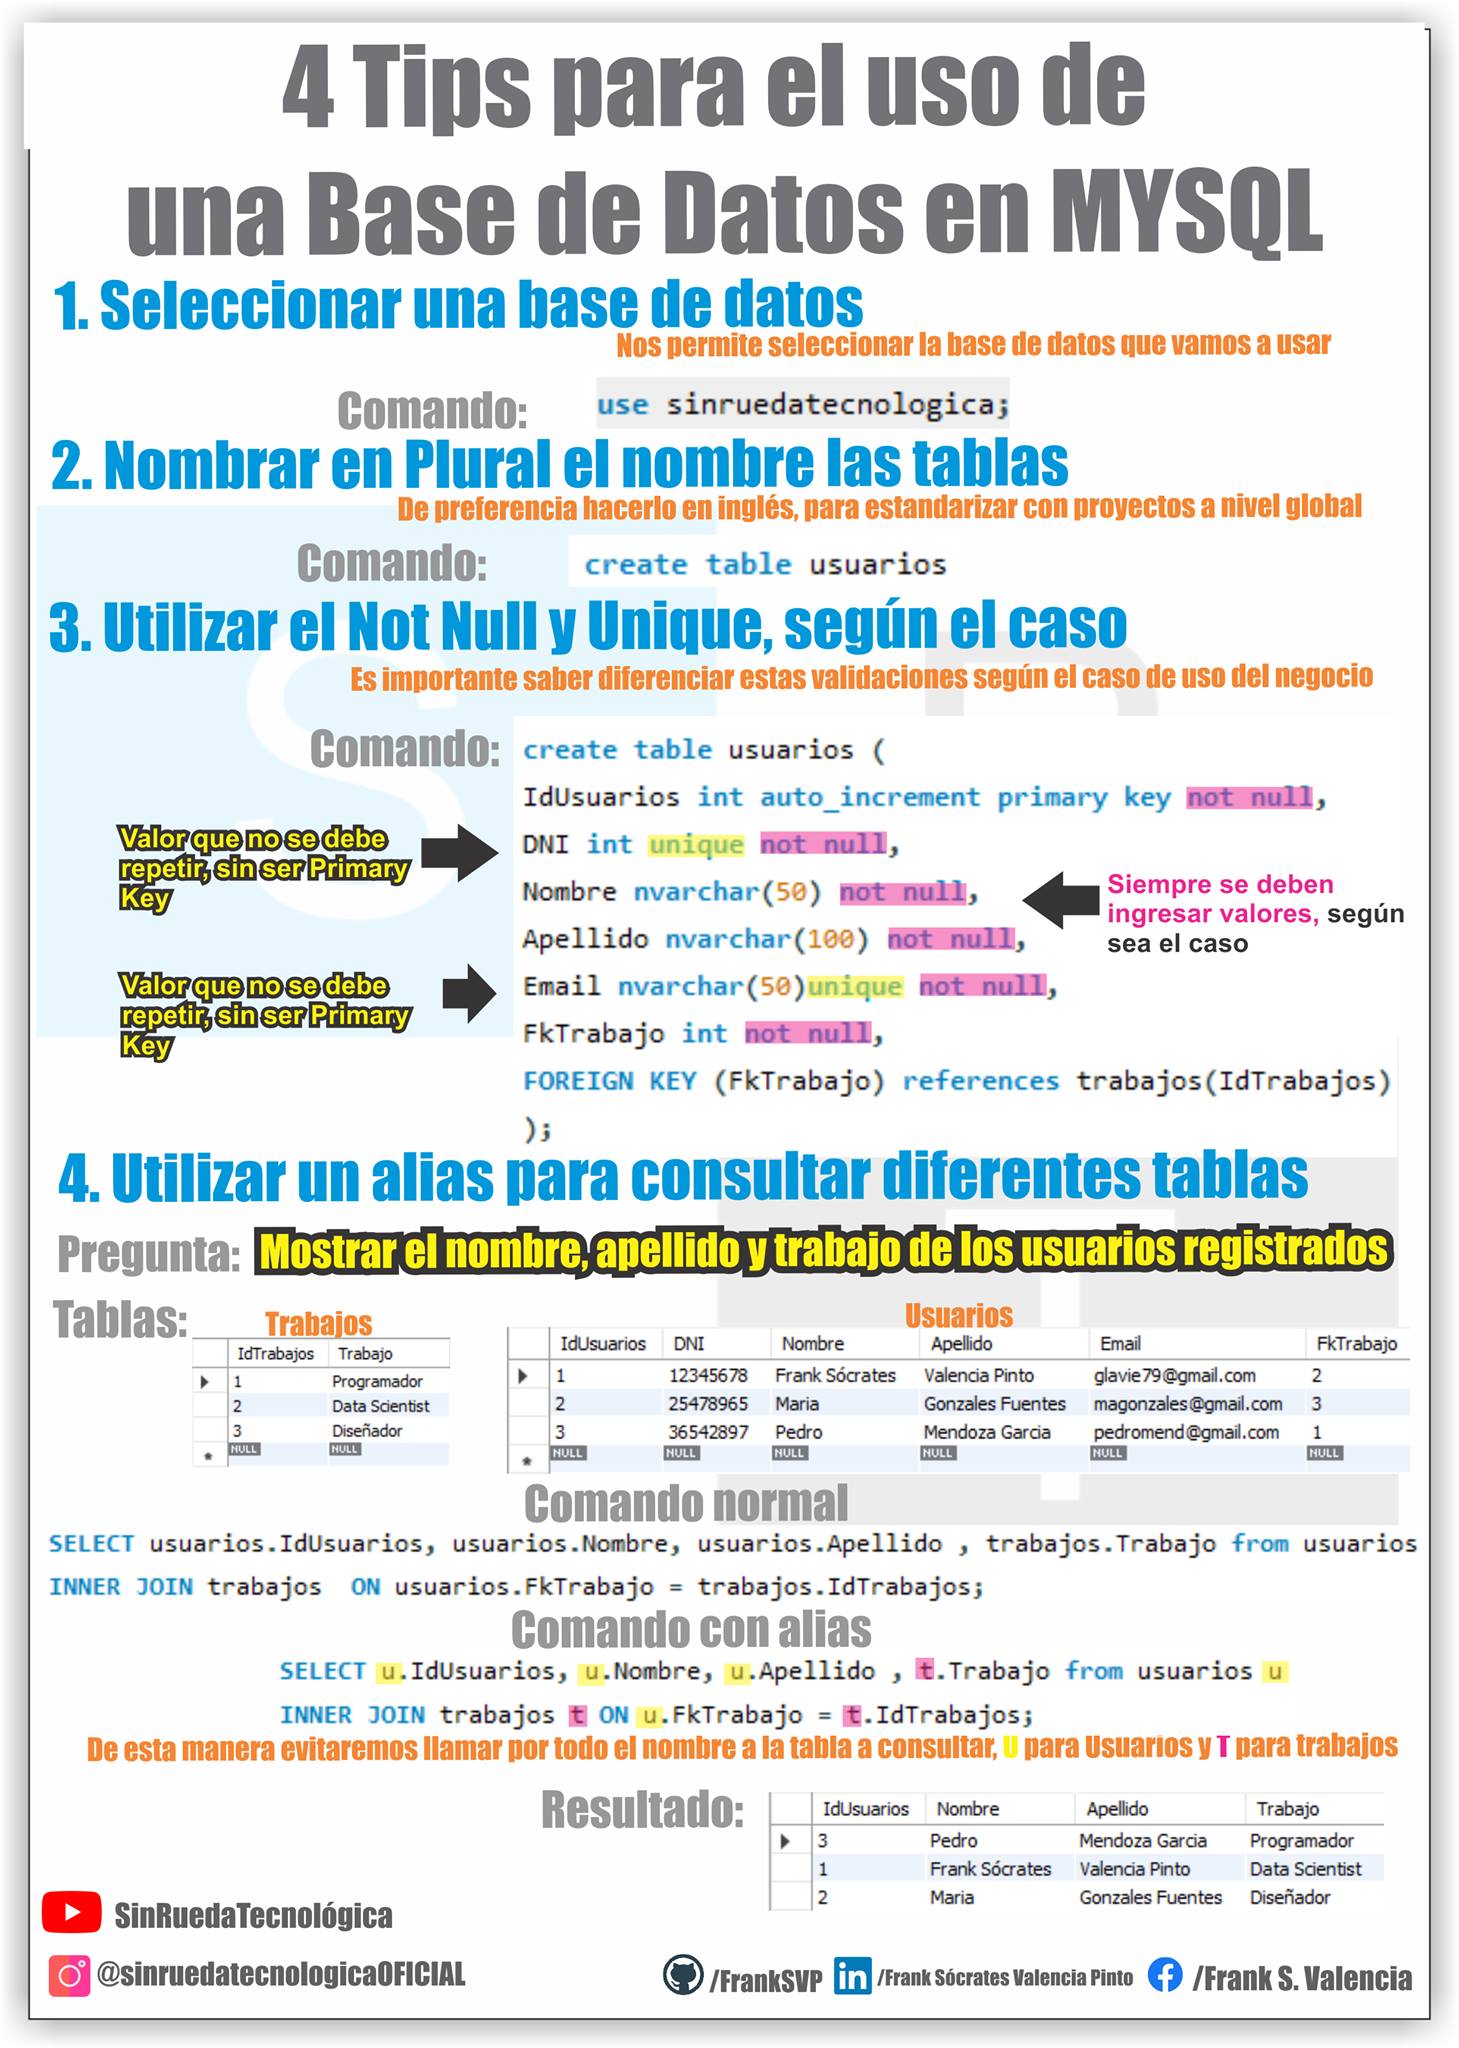 4 Tips para el uso de
una Base de Datos en MYSQL
1. Seleccionar una base de datos
Nos permite seleccionar la base de datos que vamos a usar
Comando: use sinruedatecnologica;
2. Nombrar en Plural el nombre las tablas
De preferencia hacerlo en inglés, para estandarizar con proyectos a nivel global
Comando: create table usuarios
3. Utilizar el Not Null y Unique, según el caso
Es importante saber diferenciar estas validaciones según el caso de uso del negocio
Comando: create table usuarios (
IdUsuarios int auto_increment primary key not null,
DNI int unique not null,
Nombre nvarchar(50) not null,
Apellido nvarchar(100) not null,
Email nvarchar(50)unique not null,
FkTrabajo int not null,
FOREIGN KEY (FkTrabajo) references trabajos(IdTrabajos)
);
Valor que no se debe
repetir, sin ser Primary
Key
Valor que no se debe
repetir, sin ser Primary
Key
Siempre se deben
ingresar valores, según
sea el caso
4. Utilizar un alias para consultar diferentes tablas
Pregunta: Mostrar el nombre, apellido y trabajo de los usuarios registrados
Tablas:
Trabajos
IdTrabajos Trabajo
1 Programador
2 Data Scientist
3 Diseñador
NULL NULL
Usuarios
IdUsuarios DNI Nombre Apellido Email FkTrabajo
1 12345678 Frank Sócrates Valencia Pinto glavie79@gmail.com 2
2 25478965 Maria Gonzales Fuentes magonzales@gmail.com 3
3 36542897 Pedro Mendoza Garcia pedromend@gmail.com 1
NULL NULL NULL NULL NULL NULL
Comando normal
SELECT usuarios.IdUsuarios, usuarios.Nombre, usuarios.Apellido , trabajos.Trabajo from usuarios
INNER JOIN trabajos ON usuarios.FkTrabajo = trabajos.IdTrabajos;
Comando con alias
SELECT u.IdUsuarios, u.Nombre, u.Apellido , t.Trabajo from usuarios u
INNER JOIN trabajos t ON u.FkTrabajo = t.IdTrabajos;
De esta manera evitaremos llamar por todo el nombre a la tabla a consultar, U para Usuarios y T para trabajos
Resultado:
IdUsuarios Nombre Apellido Trabajo
3 Pedro Mendoza Garcia Programador
1 Frank Sócrates Valencia Pinto Data Scientist
2 Maria Gonzales Fuentes Diseñador
SinRuedaTecnológica
@sinruedatecnologicaOFICIAL
/FrankSVP in /Frank Sócrates Valencia Pinto f /Frank S. Valencia